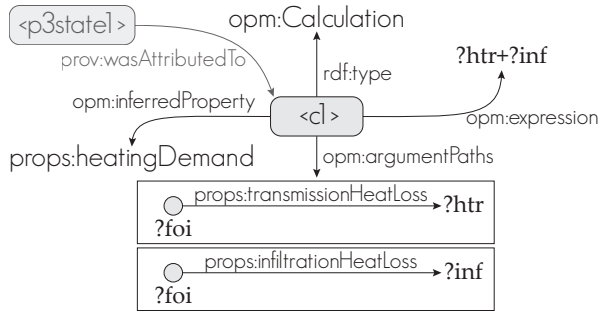 <p3state1>
opm:Calculation
prov:wasAttributedTo
rdf:type
?htr+?inf
opm:inferredProperty
<c1>
opm:expression
props:heatingDemand
opm:argumentPaths
props:transmissionHeatLoss
?htr
?foi
props:infiltrationHeatLoss
?inf
?foi